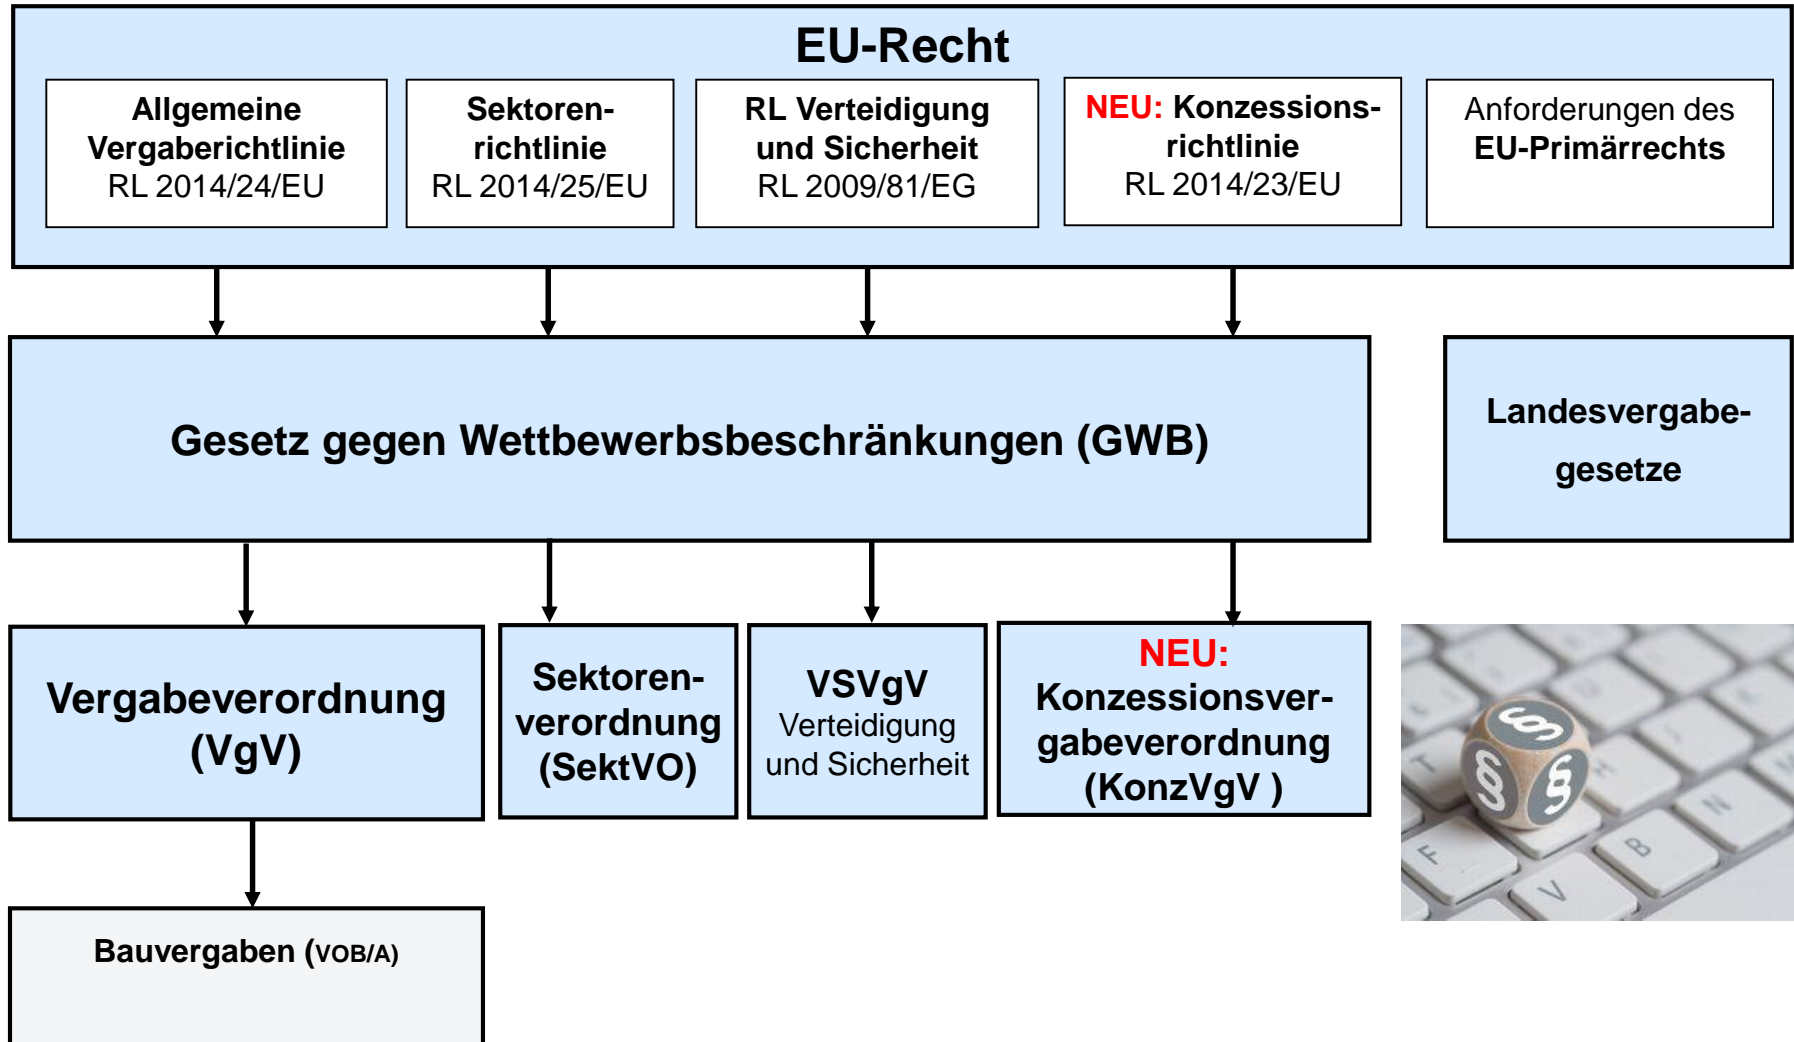 EU-Recht
Allgemeine
Vergaberichtlinie
RL 2014/24/EU
Sektoren-
richtlinie
RL 2014/25/EU
RL Verteidigung
und Sicherheit
RL 2009/81/EG
NEU: Konzessions-
richtlinie
RL 2014/23/EU
Anforderungen des
EU-Primärrechts
Gesetz gegen Wettbewerbsbeschränkungen (GWB)
Landesvergabe-
gesetze
Vergabeverordnung
(VgV)
Sektoren-
verordnung
(SektVO)
VSVgV
Verteidigung
und Sicherheit
NEU:
Konzessionsver-
gabeverordnung
(KonzVgV )
§
§ §
T H M
F B N
V
Bauvergaben (VOB/A)